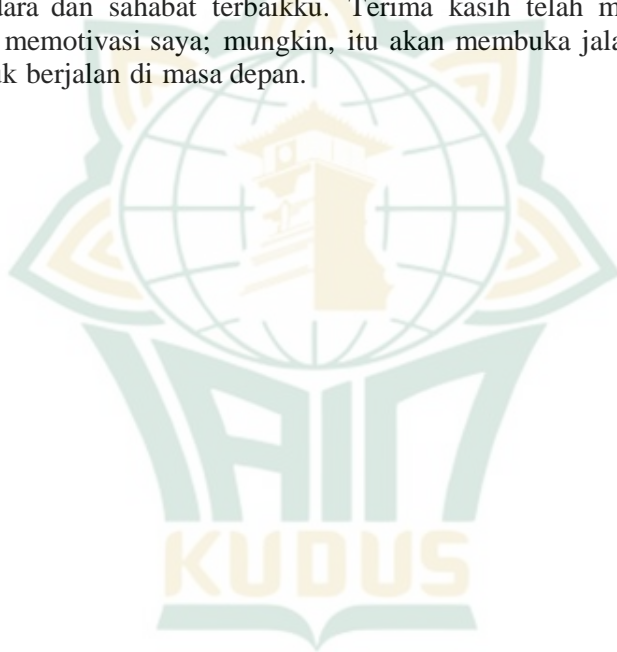 dara dan sahabat terbaikku. Terima kasih telah m
memotivasi saya; mungkin, itu akan membuka jala
k berjalan di masa depan.
IAIN
KUDUS